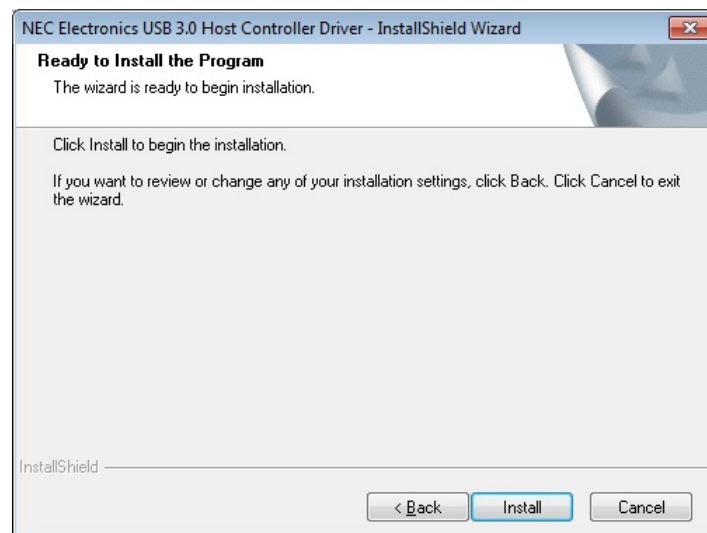 NEC Electronics USB 3.0 Host Controller Driver - InstallShield Wizard
Ready to Install the Program
The wizard is ready to begin installation.
Click Install to begin the installation.
If you want to review or change any of your installation settings, click Back. Click Cancel to exit
the wizard.
InstallShield
< Back Install Cancel